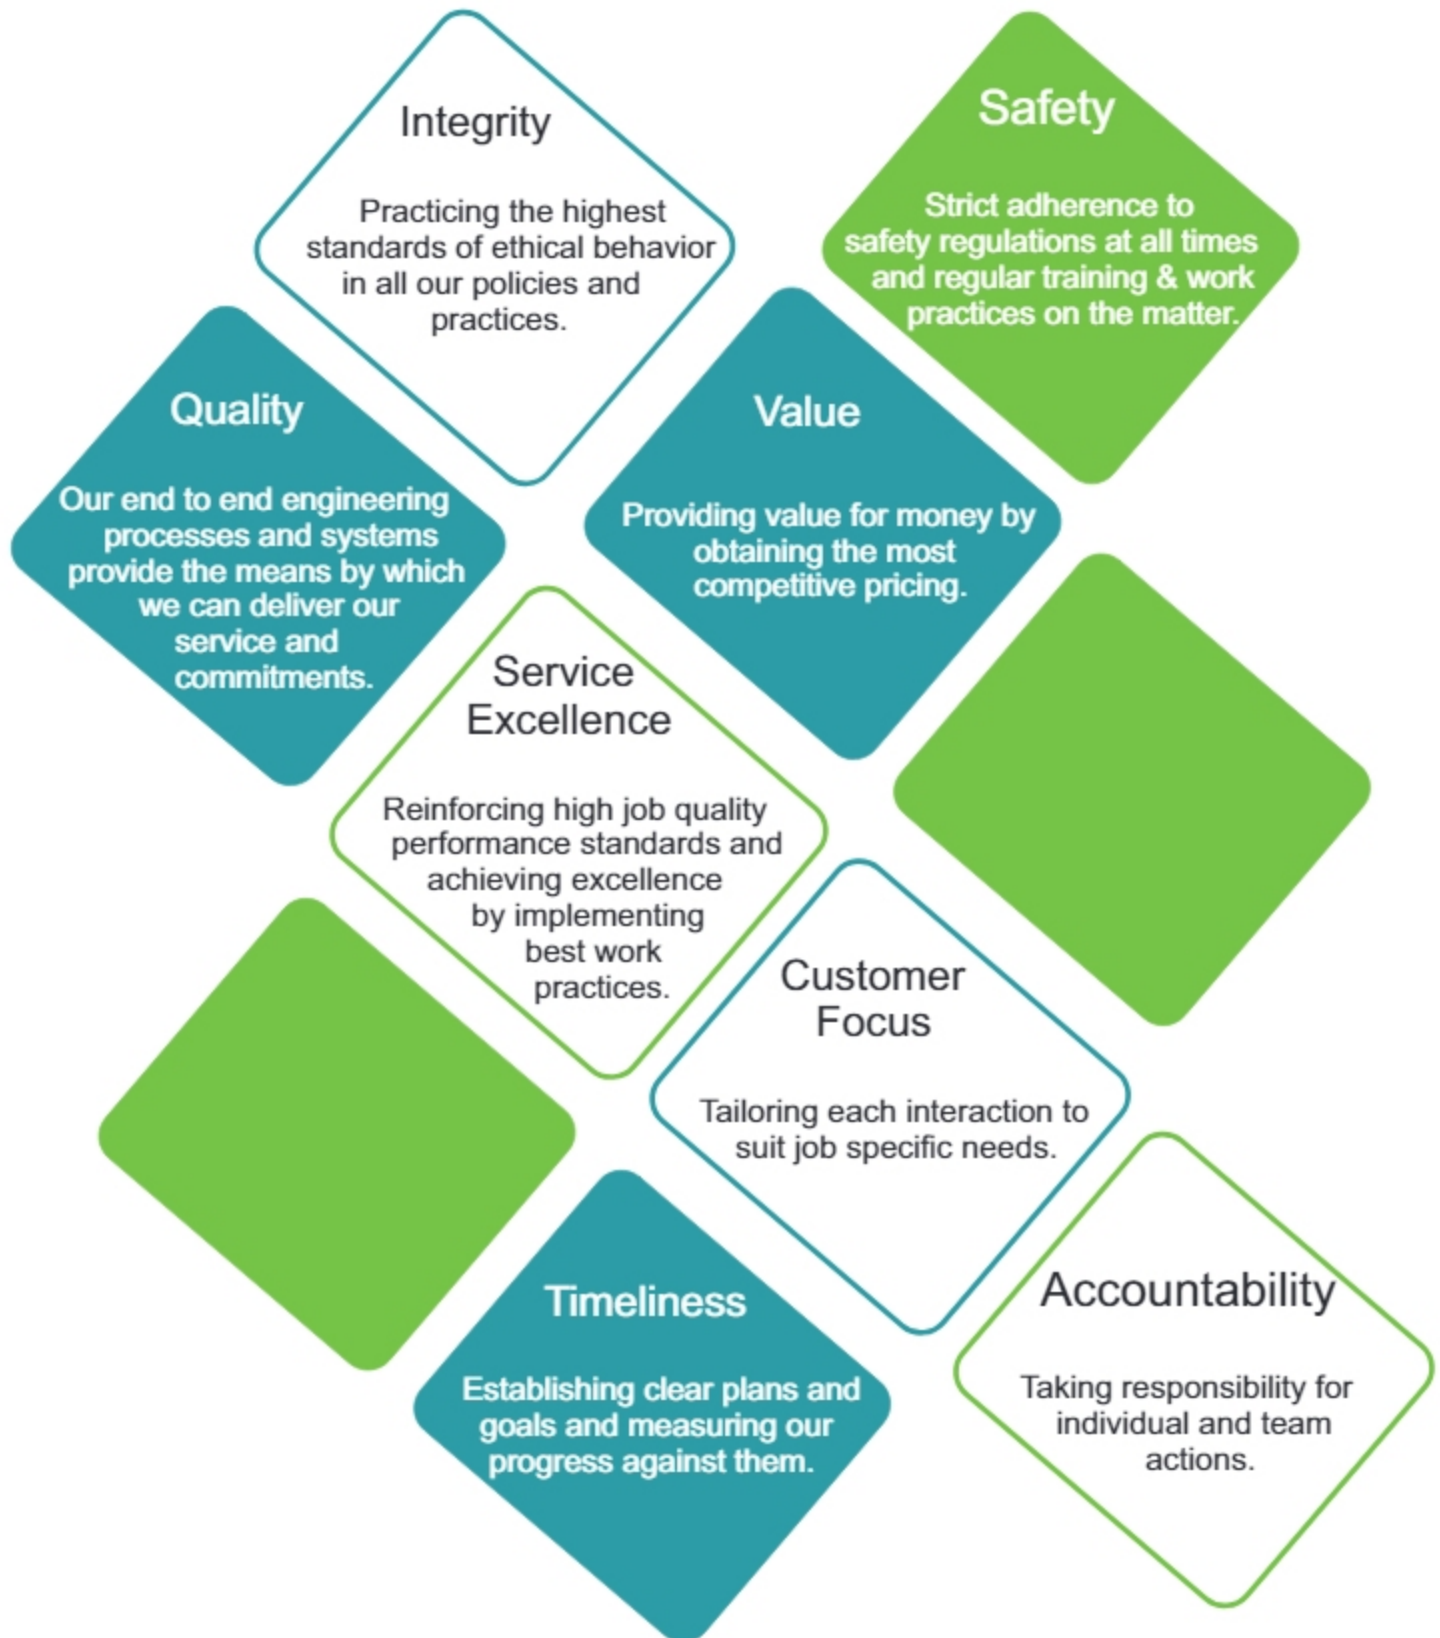 Integrity
Practicing the highest
standards of ethical behavior
in all our policies and
practices.
Safety
Strict adherence to
safety regulations at all times
and regular training & work
practices on the matter.
Quality
Our end to end engineering
processes and systems
provide the means by which
we can deliver our
service and
commitments.
Value
Providing value for money by
obtaining the most
competitive pricing.
Service
Excellence
Reinforcing high job quality
performance standards and
achieving excellence
by implementing
best work
practices.
Customer
Focus
Tailoring each interaction to
suit job specific needs.
Timeliness
Establishing clear plans and
goals and measuring our
progress against them.
Accountability
Taking responsibility for
individual and team
actions.